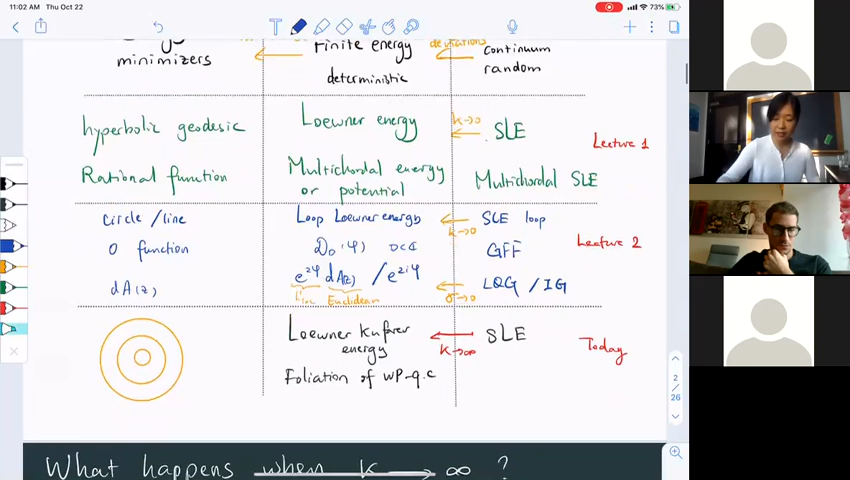 11:02 AM Thu Oct 22
73%
minimizers
Finite energy
deterministic
deviations
continuum
random
hyperbolic geodesic
Loewner energy
k→0
SLE
Lecture 1
Rational function
Multichordal energy
or potential
Multichordal SLE
circle / line
Loop Loewner energy
k→0
SLE loop
Lecture 2
0 function
GFF
dA(z)
e^{2φ} dA(z) / e^{2iφ}
Euclidean
σ→0
LQG / IG
Loewner Kufarev
energy
k→∞
SLE
Today
Foliation of WP-q.c
2
26
What happens when k → ∞ ?